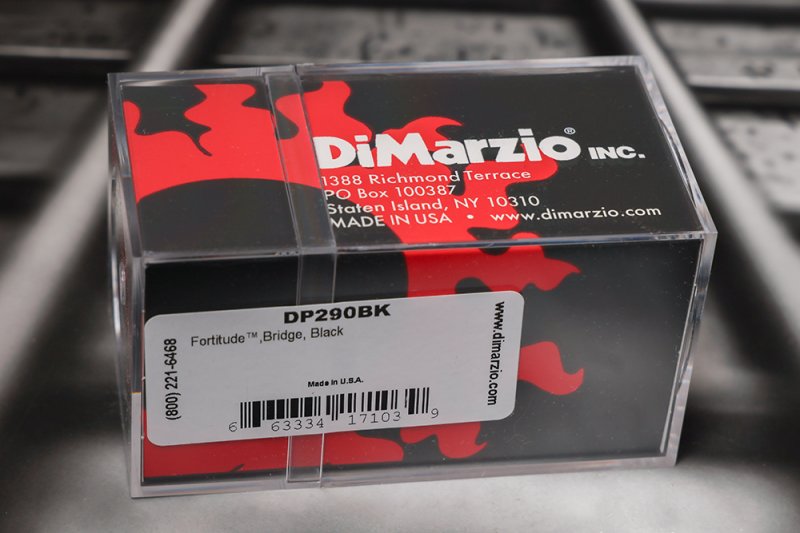 DiMarzio® INC.
1388 Richmond Terrace
PO Box 100387
Staten Island, NY 10310
MADE IN USA • www.dimarzio.com
DP290BK
Fortitude™,Bridge, Black
(800) 221-6468
www.dimarzio.com
Made In U.S.A.
6 63334 17103 9